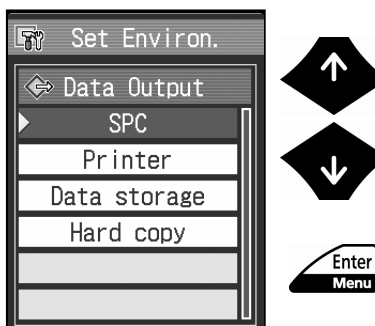 Set Environ.
Data Output
SPC
Printer
Data storage
Hard copy
Enter
Menu